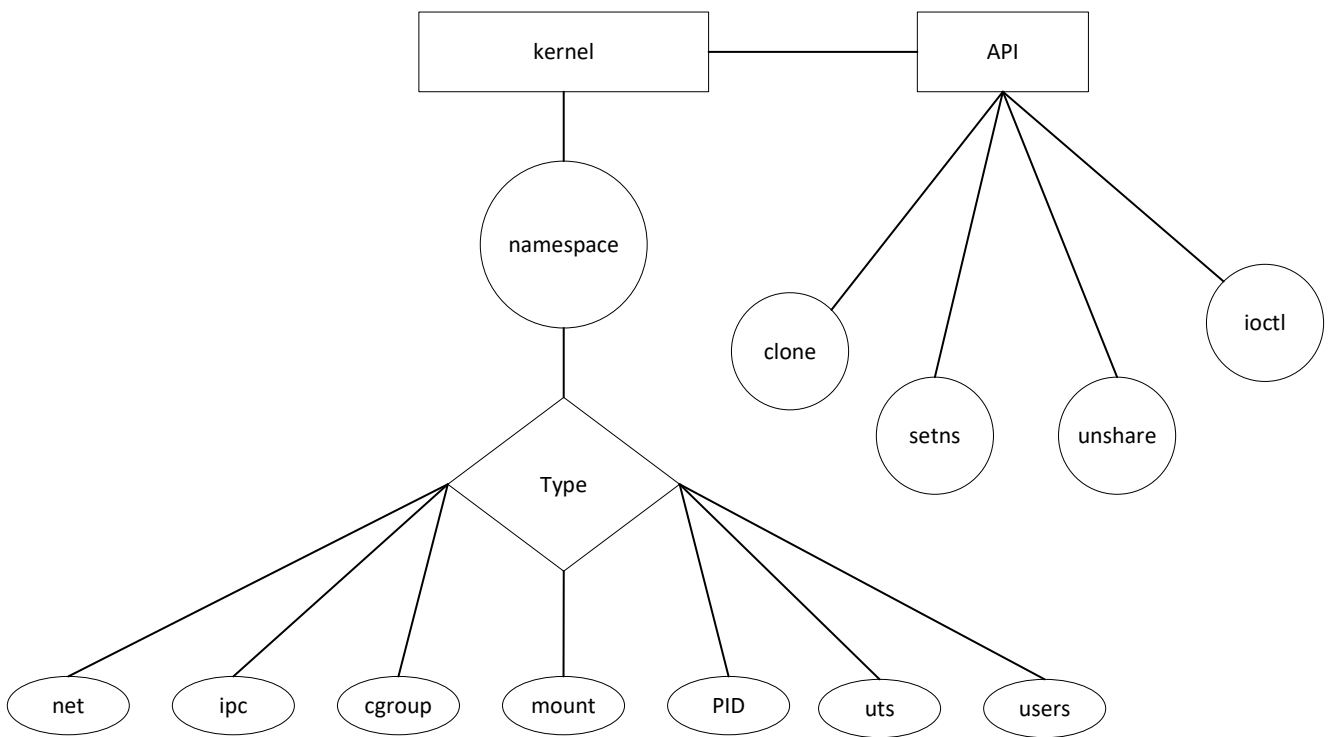 kernel
API
namespace
clone
ioctl
setns
unshare
Type
net
ipc
cgroup
mount
PID
uts
users